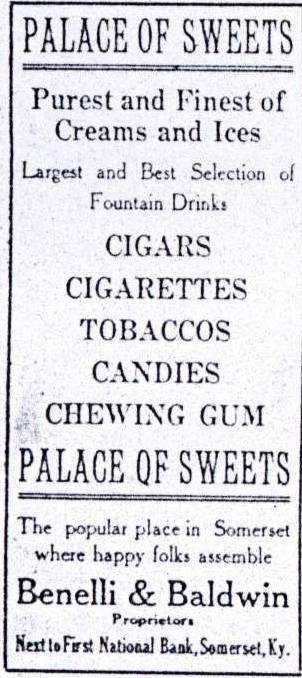 PALACE OF SWEETS
Purest and Finest of
Creams and Ices
Largest and Best Selection of
Fountain Drinks
CIGARS
CIGARETTES
TOBACCOS
CANDIES
CHEWING GUM
PALACE OF SWEETS
The popular place in Somerset
where happy folks assemble
Benelli & Baldwin
Proprietors
Next to First National Bank, Somerset, Ky.